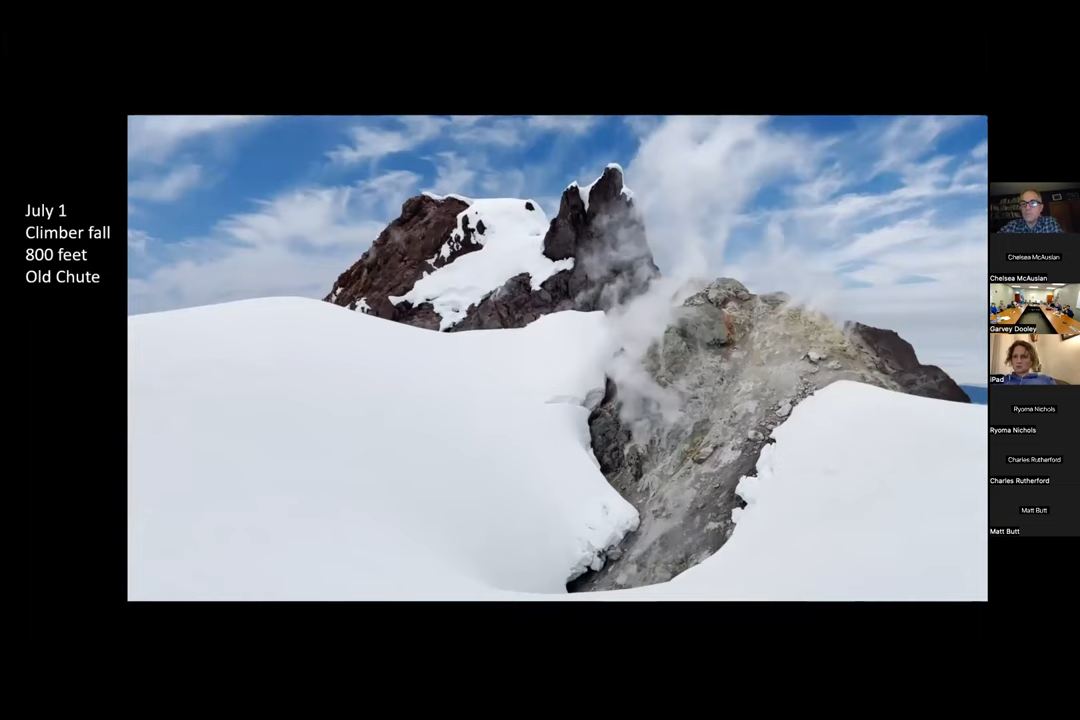 July 1
Climber fall
800 feet
Old Chute
Chelsea McAuslan
Chelsea McAuslan
Garvey Dooley
iPad
Ryoma Nichols
Ryoma Nichols
Charles Rutherford
Charles Rutherford
Matt Butt
Matt Butt